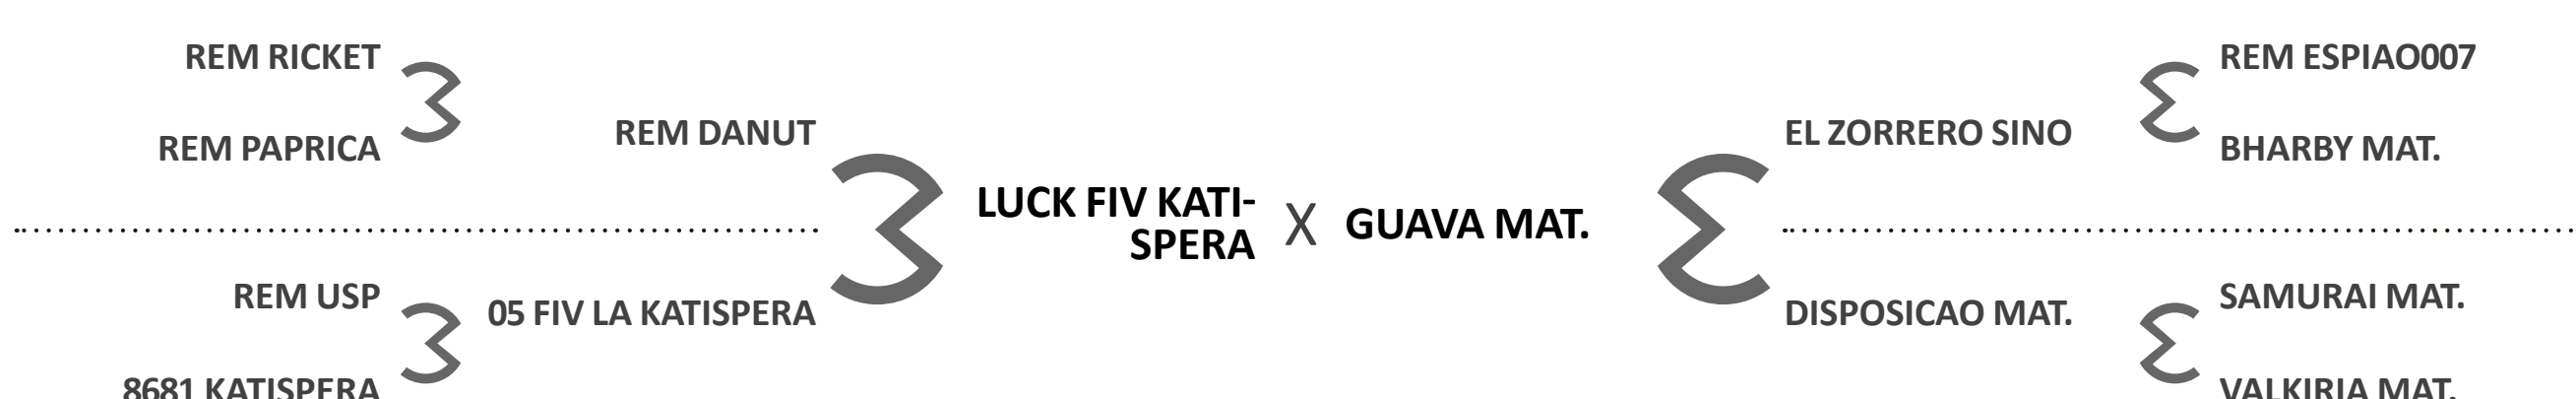 REM RICKET
REM PAPRICA
REM DANUT
REM USP
8681 KATISPERA
05 FIV LA KATISPERA
LUCK FIV KATI-
SPERA
X
GUAVA MAT.
EL ZORRERO SINO
REM ESPIAO007
BHARBY MAT.
DISPOSICAO MAT.
SAMURAI MAT.
VALKIRIA MAT.